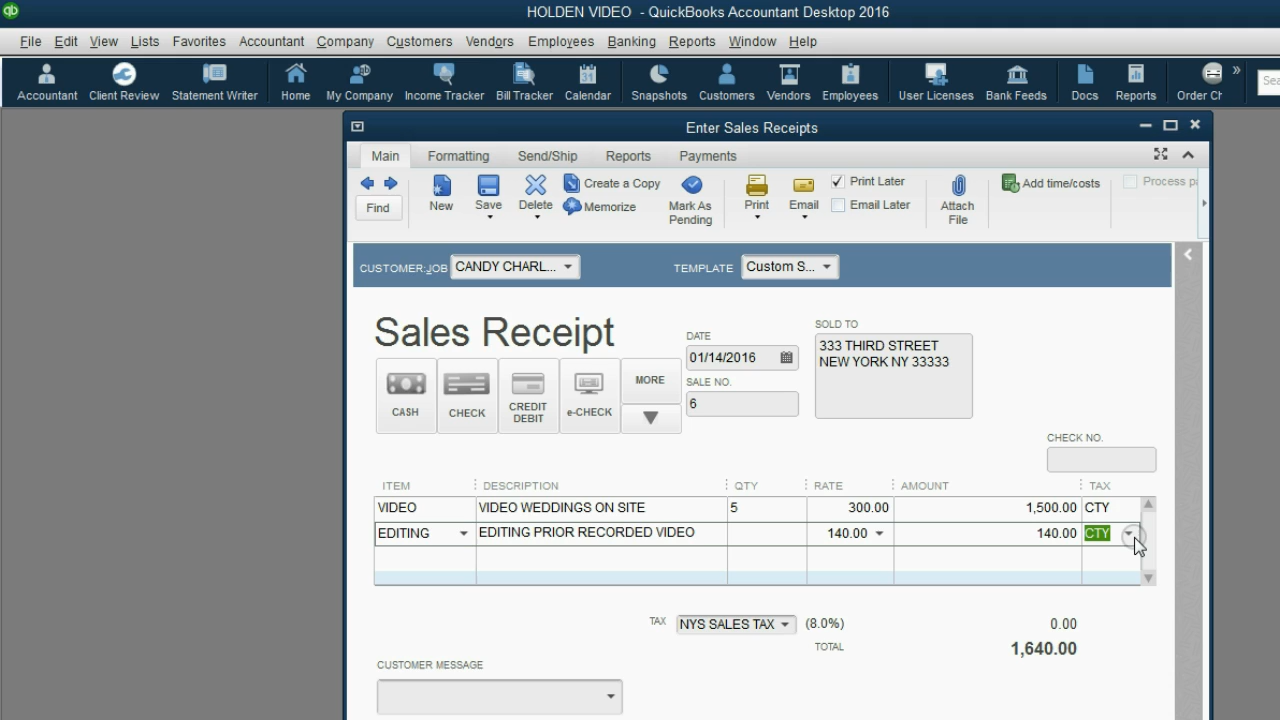 qb
HOLDEN VIDEO - QuickBooks Accountant Desktop 2016
File Edit View Lists Favorites Accountant Company Customers Vendors Employees Banking Reports Window Help
Accountant Client Review Statement Writer Home My Company Income Tracker Bill Tracker Calendar Snapshots Customers Vendors Employees User Licenses Bank Feeds Docs Reports Order Ch » Sea
Enter Sales Receipts
Main Formatting Send/Ship Reports Payments
Find New Save Delete Create a Copy Memorize Mark As Pending Print Email Print Later Email Later Attach File Add time/costs Process pa
CUSTOMER:JOB CANDY CHARL... TEMPLATE Custom S...
Sales Receipt
CASH CHECK CREDIT DEBIT e-CHECK MORE
DATE
01/14/2016
SALE NO.
6
SOLD TO
333 THIRD STREET
NEW YORK NY 33333
CHECK NO.
ITEM DESCRIPTION QTY RATE AMOUNT TAX
VIDEO VIDEO WEDDINGS ON SITE 5 300.00 1,500.00 CTY
EDITING EDITING PRIOR RECORDED VIDEO 140.00 140.00 CTY
TAX NYS SALES TAX (8.0%) 0.00
TOTAL 1,640.00
CUSTOMER MESSAGE